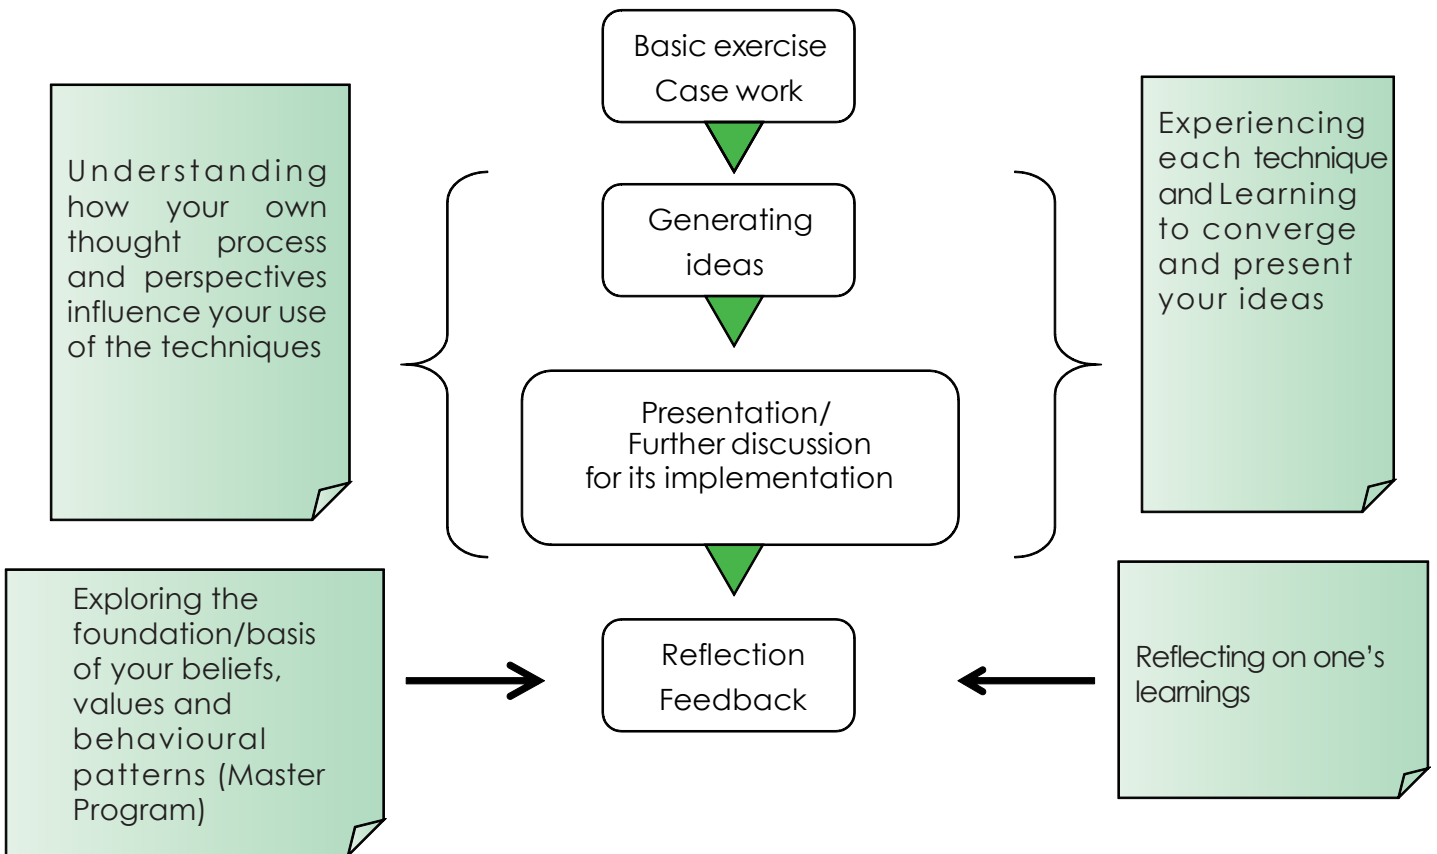 Basic exercise
Case work
Understanding
how your own
thought process
and perspectives
influence your use
of the techniques
Generating
ideas
Experiencing
each technique
and Learning
to converge
and present
your ideas
Presentation/
Further discussion
for its implementation
Exploring the
foundation/basis
of your beliefs,
values and
behavioural
patterns (Master
Program)
Reflection
Feedback
Reflecting on one’s
learnings